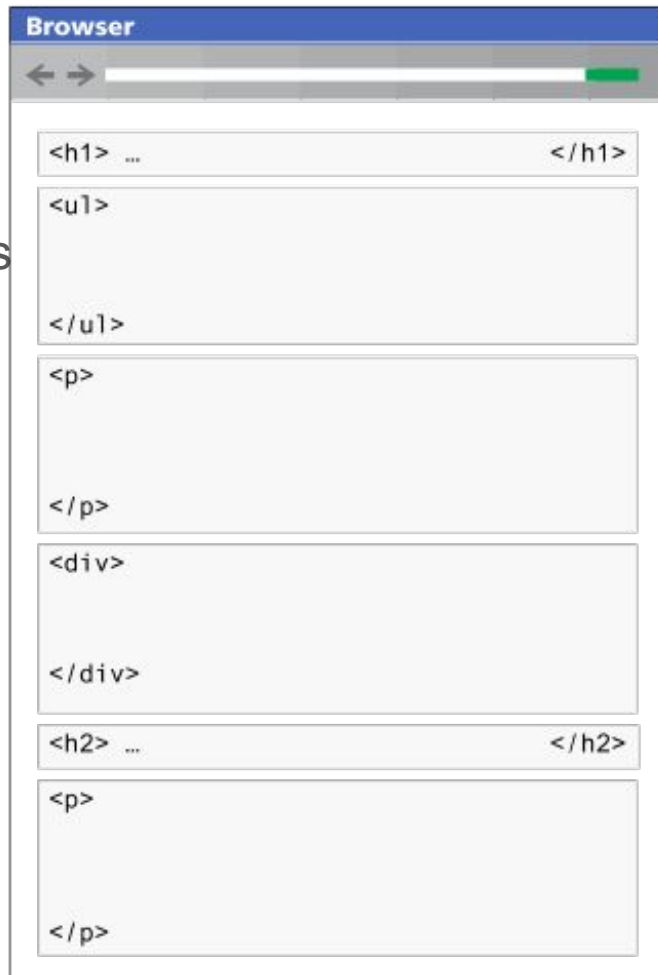 Browser
<h1> … </h1>
<ul>
s
</ul>
<p>
</p>
<div>
</div>
<h2> … </h2>
<p>
</p>